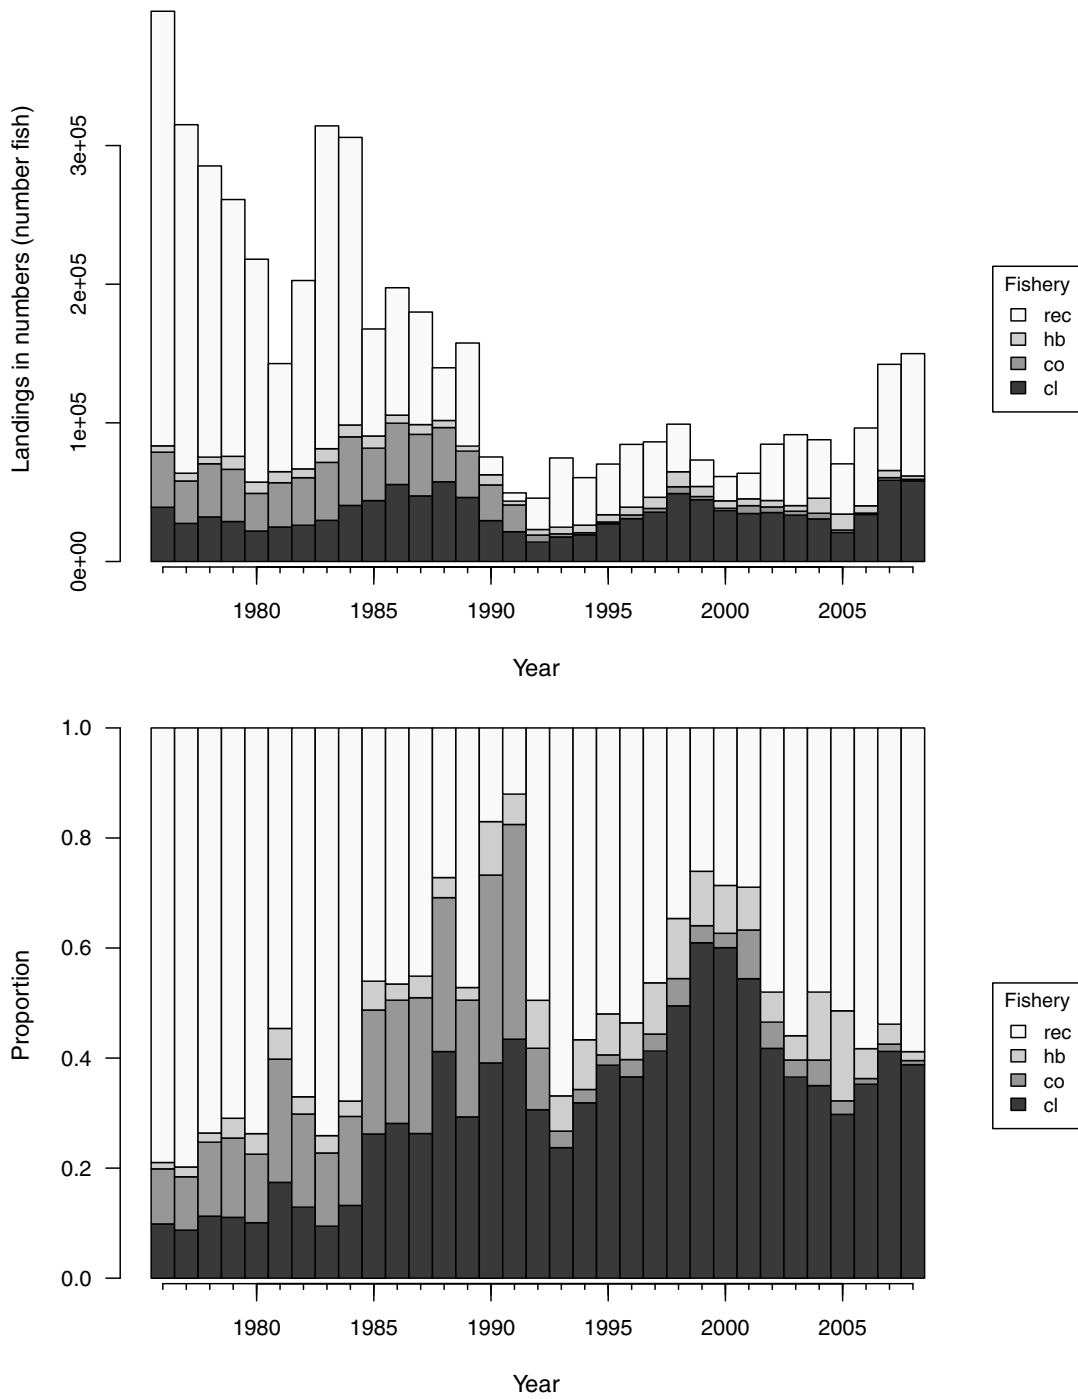 Landings in numbers (number fish)
3e+05
2e+05
1e+05
0e+00
1980 1985 1990 1995 2000 2005
Year
Fishery
rec
hb
co
cl
Proportion
1.0
0.8
0.6
0.4
0.2
0.0
1980 1985 1990 1995 2000 2005
Year
Fishery
rec
hb
co
cl